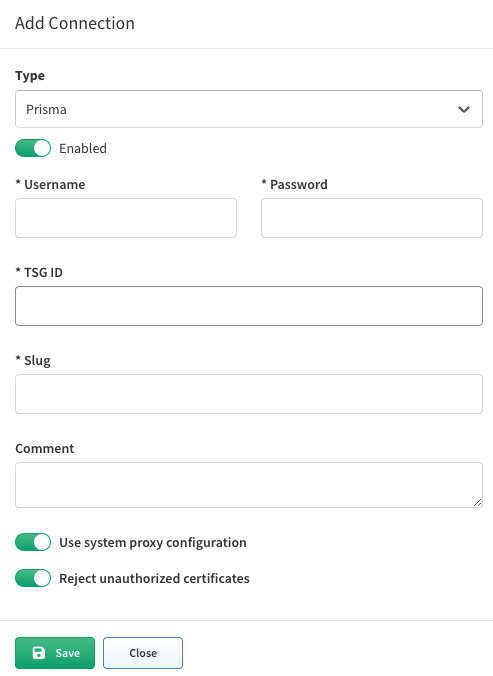 Add Connection
Type
Prisma
Enabled
* Username
* Password
* TSG ID
* Slug
Comment
Use system proxy configuration
Reject unauthorized certificates
Save
Close